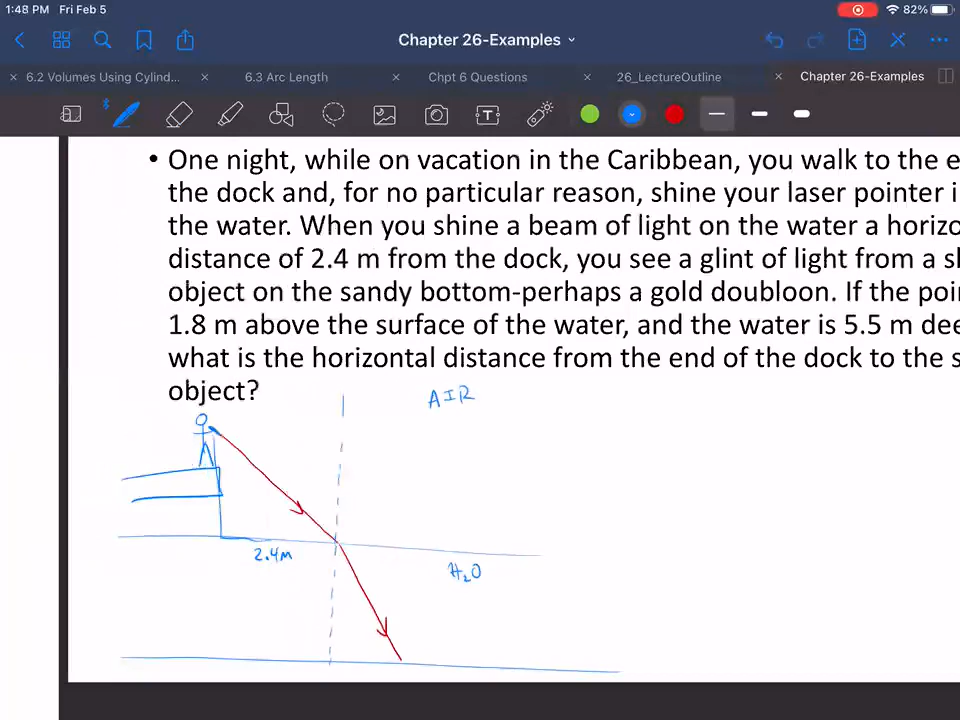 1:48 PM Fri Feb 5
82%
Chapter 26-Examples
6.2 Volumes Using Cylind...
6.3 Arc Length
Chpt 6 Questions
26_LectureOutline
Chapter 26-Examples
• One night, while on vacation in the Caribbean, you walk to the e
the dock and, for no particular reason, shine your laser pointer i
the water. When you shine a beam of light on the water a horizo
distance of 2.4 m from the dock, you see a glint of light from a sh
object on the sandy bottom-perhaps a gold doubloon. If the poi
1.8 m above the surface of the water, and the water is 5.5 m dee
what is the horizontal distance from the end of the dock to the s
object?
AIR
2.4m
H₂O